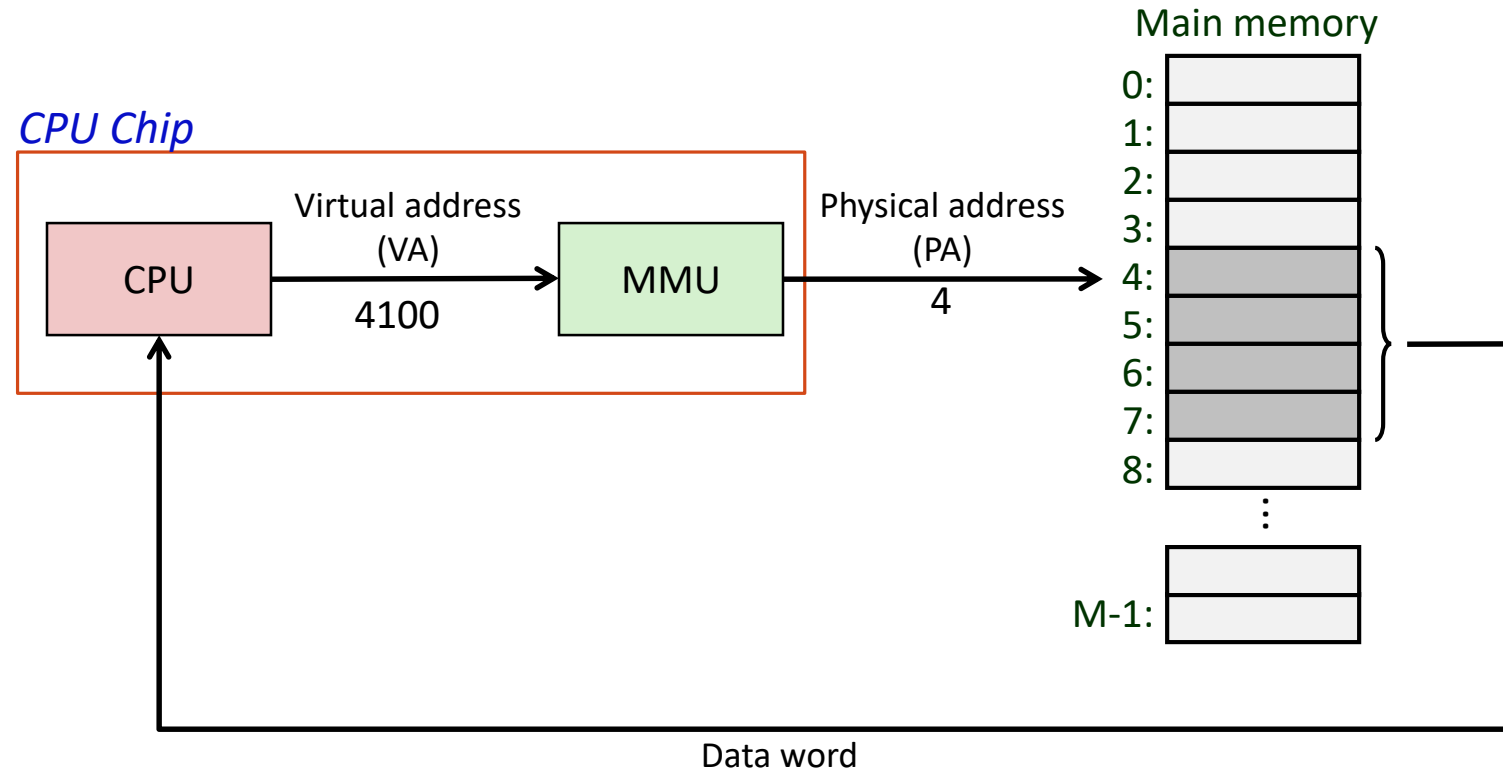 Main memory
0:
1:
CPU Chip
2:
Virtual address
(VA)
Physical address
(PA)
3:
CPU
MMU
4:
4100
4
5:
6:
7:
8:
...
M-1:
Data word